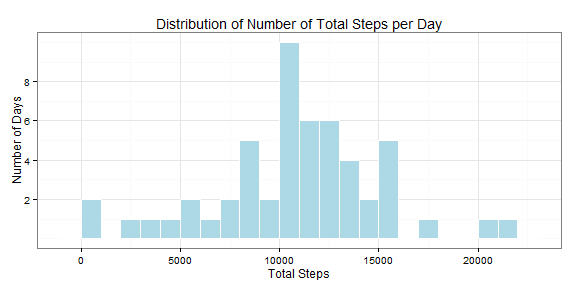 Distribution of Number of Total Steps per Day
Number of Days
8
6
4
2
0 5000 10000 15000 20000
Total Steps